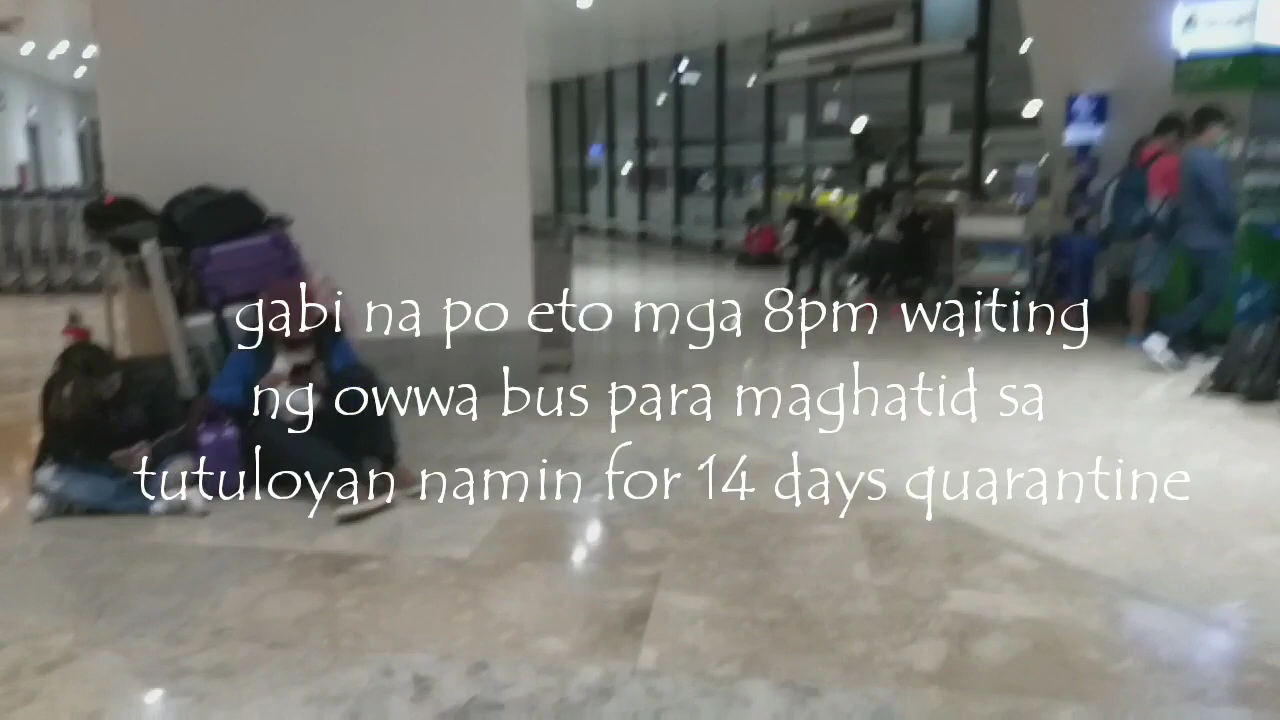 gabi na po eto mga 8pm waiting
ng owwa bus para maghatid sa
tutuloyan namin for 14 days quarantine